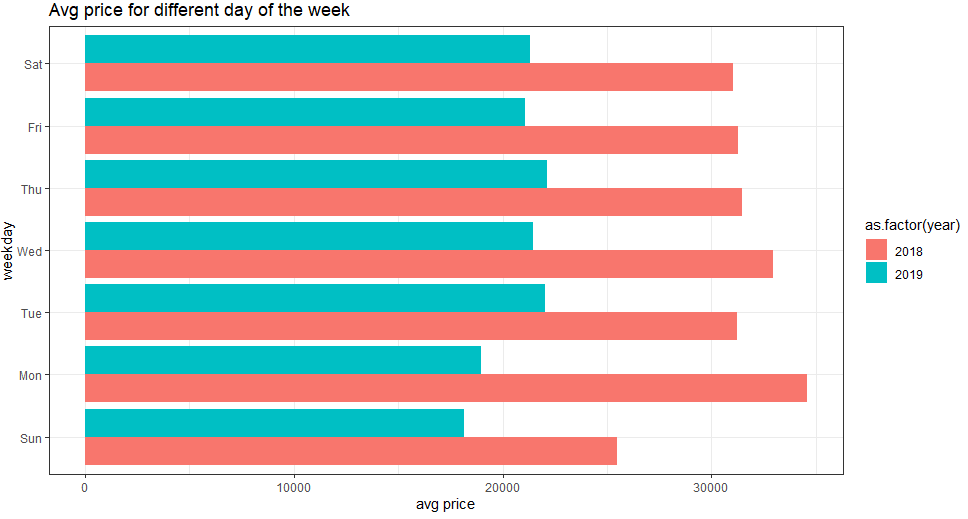 Avg price for different day of the week
Sat
Fri
Thu
Wed
Tue
Mon
Sun
weekday
0 10000 20000 30000
avg price
as.factor(year)
2018
2019